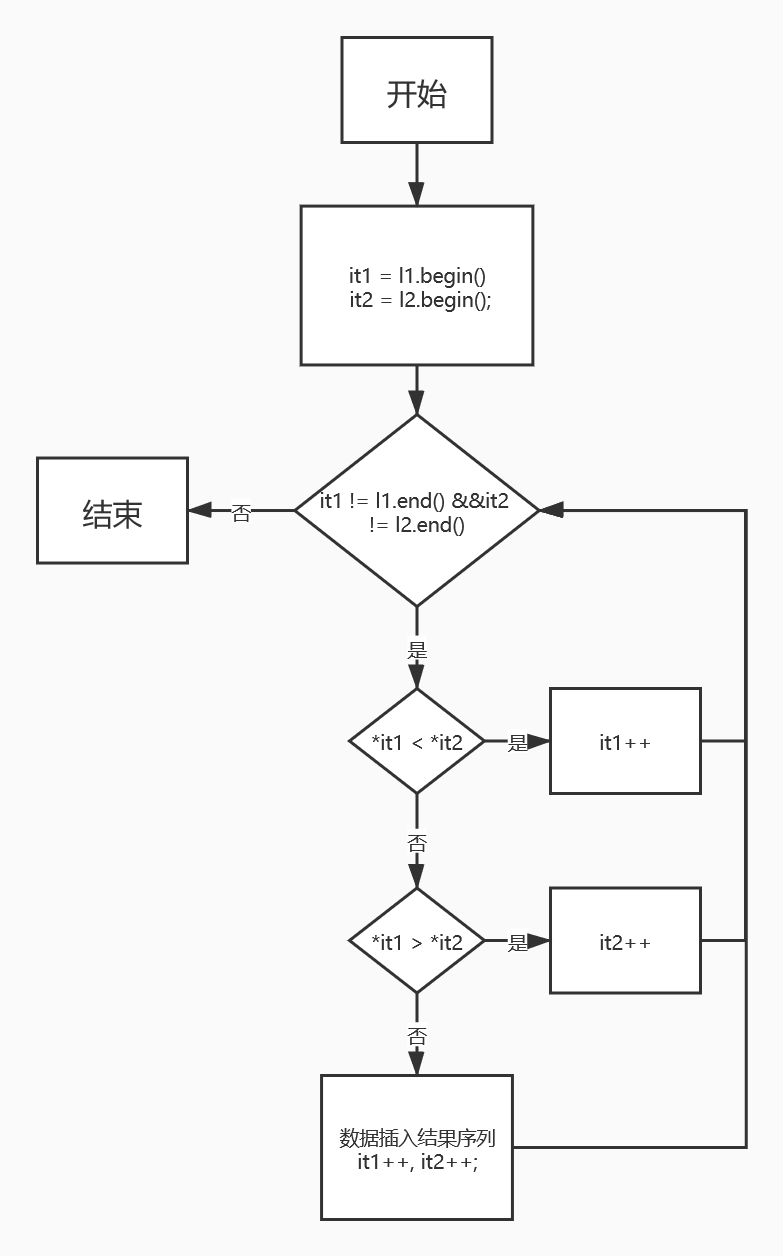 开始
it1 = l1.begin()
it2 = l2.begin();
it1 != l1.end() &&it2
!= l2.end()
否
结束
是
*it1 < *it2
是
it1++
否
*it1 > *it2
是
it2++
否
数据插入结果序列
it1++, it2++;